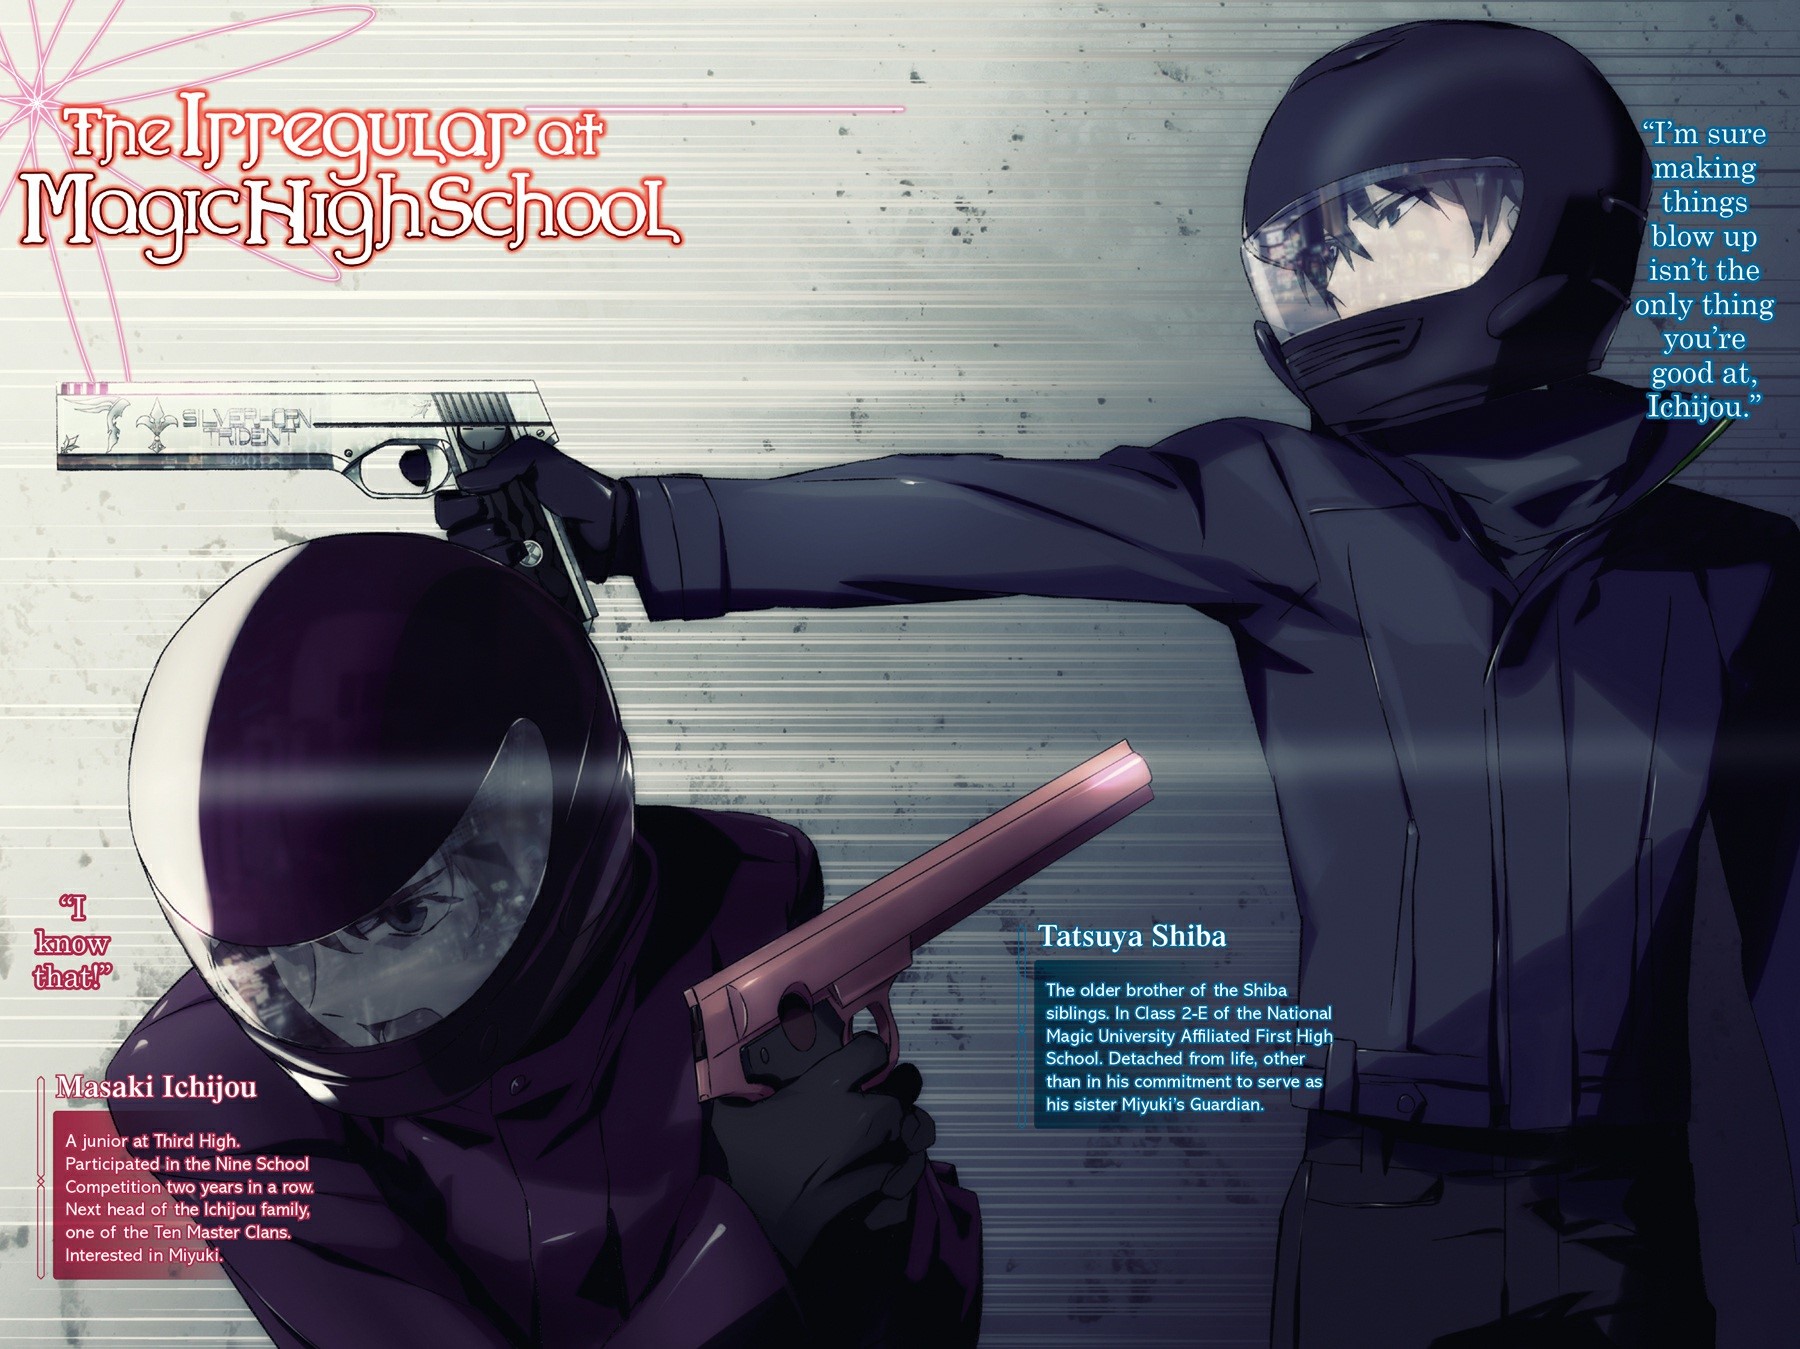 The Irregular at
Magic High School
“I’m sure
making
things
blow up
isn’t the
only thing
you’re
good at,
Ichijou.”
SILVER HORN
TRIDENT
“I
know
that!”
Tatsuya Shiba
The older brother of the Shiba
siblings. In Class 2-E of the National
Magic University Affiliated First High
School. Detached from life, other
than in his commitment to serve as
his sister Miyuki’s Guardian.
Masaki Ichijou
A junior at Third High.
Participated in the Nine School
Competition two years in a row.
Next head of the Ichijou family,
one of the Ten Master Clans.
Interested in Miyuki.